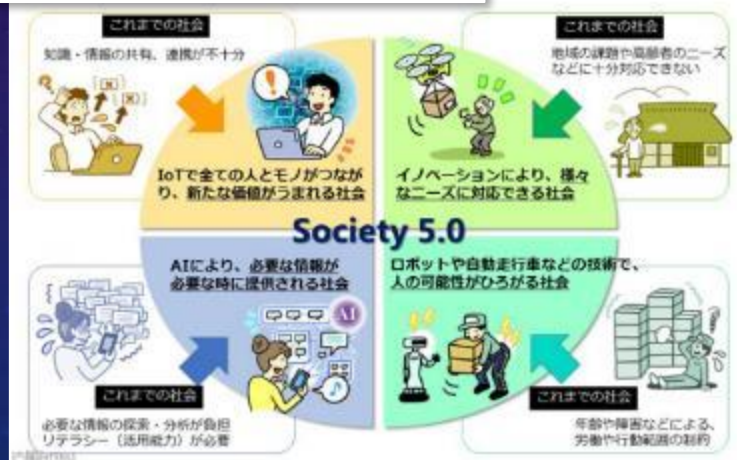 これまでの社会
知識・情報の共有、連携が不十分
これまでの社会
地域の課題や高齢者のニーズ
などに十分対応できない
IoTで全ての人とモノがつなが
り、新たな価値がうまれる社会
イノベーションにより、様々
なニーズに対応できる社会
Society 5.0
AIにより、必要な情報が
必要な時に提供される社会
AI
ロボットや自動走行車などの技術で、
人の可能性がひろがる社会
これまでの社会
必要な情報の探索・分析が負担
リテラシー（活用能力）が必要
これまでの社会
年齢や障害などによる、
労働や行動範囲の制約